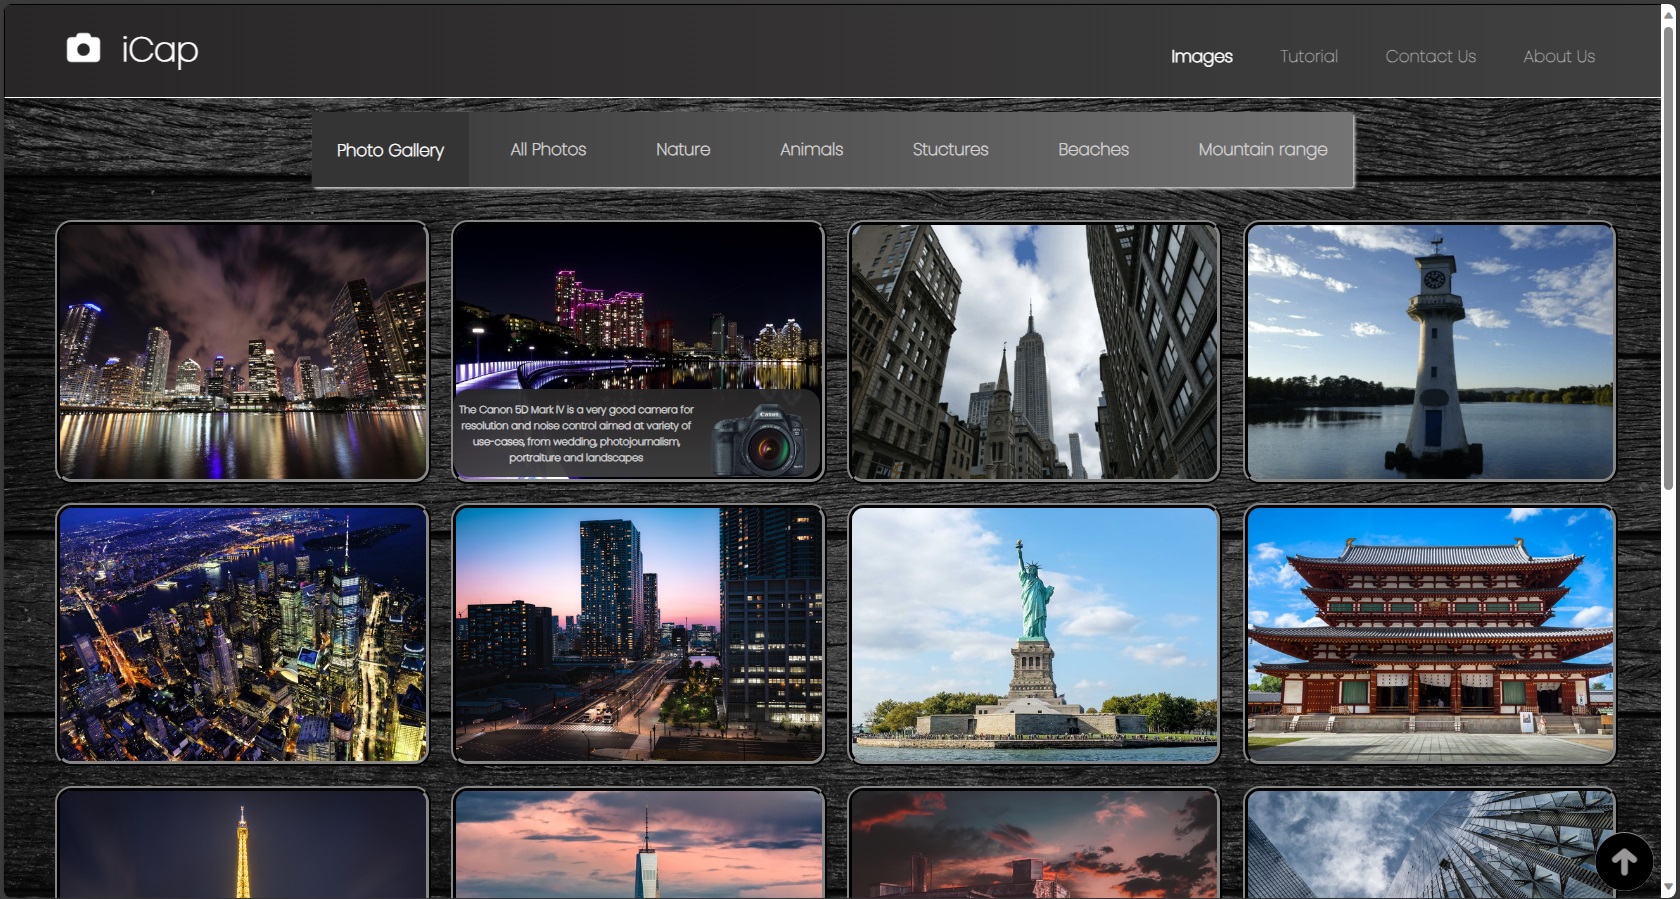 iCap
Images Tutorial Contact Us About Us
Photo Gallery All Photos Nature Animals Stuctures Beaches Mountain range
The Canon 5D Mark IV is a very good camera for
resolution and noise control aimed at variety of
use-cases, from wedding, photojournalism,
portraiture and landscapes
Canon